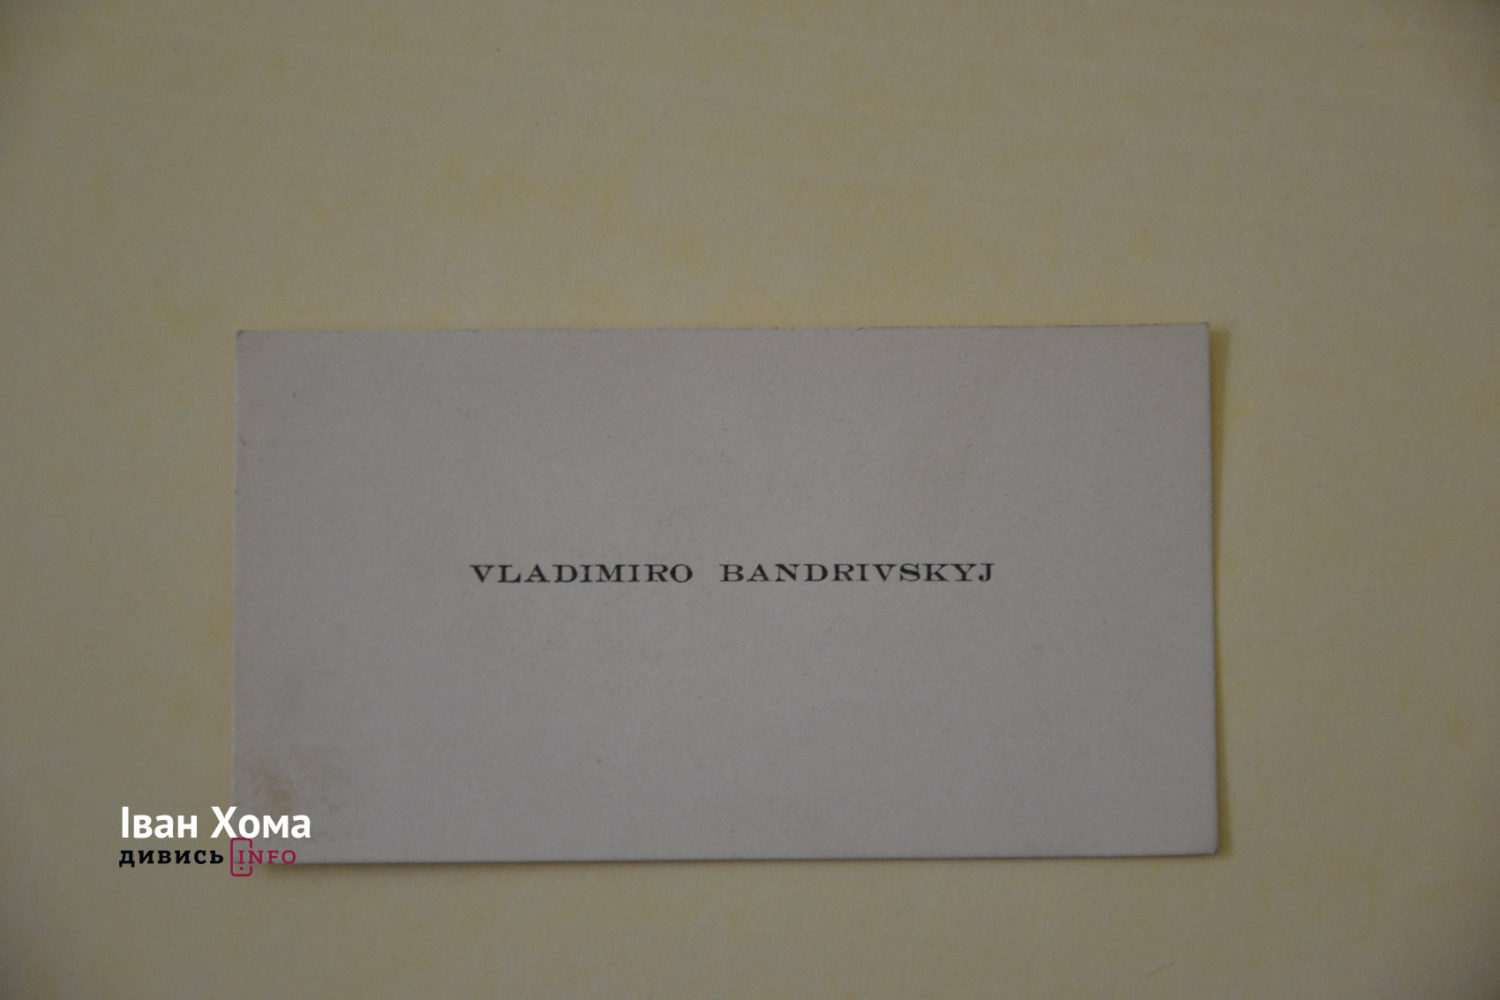 VLADIMIRO BANDRIVSKYJ
Іван Хома
дивись INFO